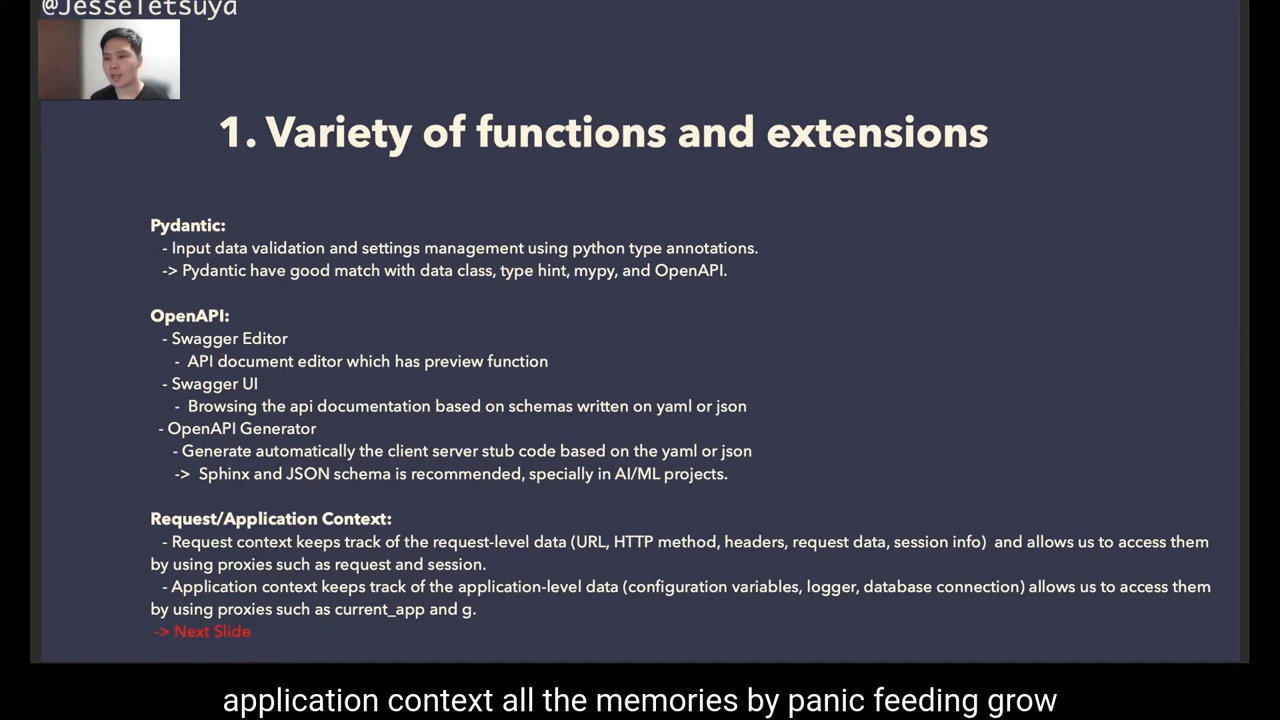 @JesseTetsuya
1. Variety of functions and extensions
Pydantic:
- Input data validation and settings management using python type annotations.
-> Pydantic have good match with data class, type hint, mypy, and OpenAPI.
OpenAPI:
- Swagger Editor
- API document editor which has preview function
- Swagger UI
- Browsing the api documentation based on schemas written on yaml or json
- OpenAPI Generator
- Generate automatically the client server stub code based on the yaml or json
-> Sphinx and JSON schema is recommended, specially in AI/ML projects.
Request/Application Context:
- Request context keeps track of the request-level data (URL, HTTP method, headers, request data, session info) and allows us to access them
by using proxies such as request and session.
- Application context keeps track of the application-level data (configuration variables, logger, database connection) allows us to access them
by using proxies such as current_app and g.
-> Next Slide
application context all the memories by panic feeding grow